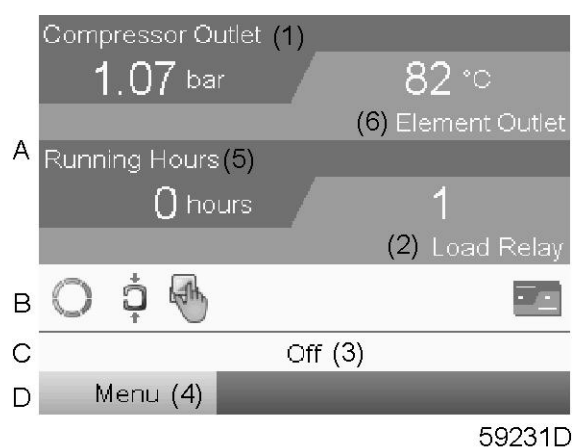 Compressor Outlet (1)
1.07 bar
82 °C
(6) Element Outlet
A
Running Hours (5)
0 hours
1
(2) Load Relay
B
C
Off (3)
D
Menu (4)
59231D